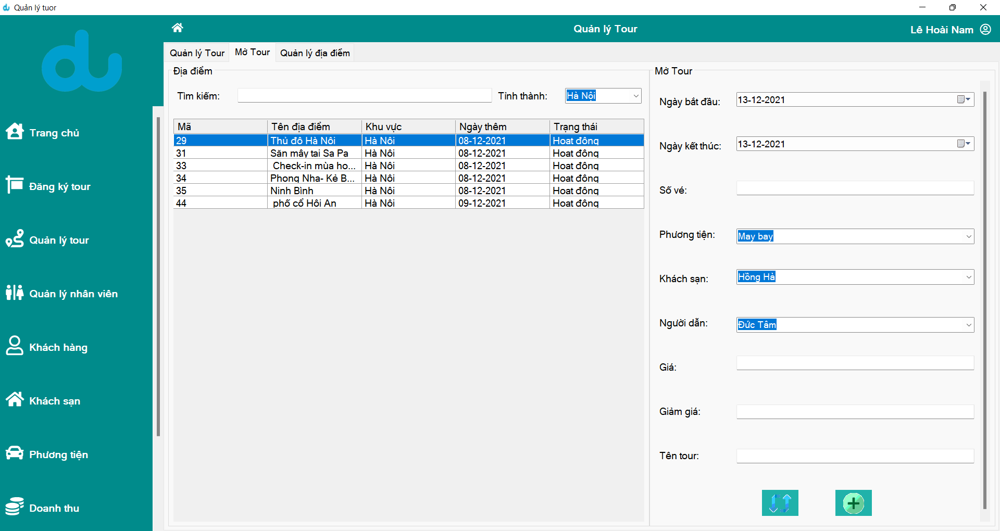 Quản lý tuor
Quản lý Tour
Lê Hoài Nam
Quản lý Tour
Mở Tour
Quản lý địa điểm
Trang chủ
Đăng ký tour
Quản lý tour
Quản lý nhân viên
Khách hàng
Khách sạn
Phương tiện
Doanh thu
Địa điểm
Tìm kiếm:
Tỉnh thành: Hà Nội
Mã Tên địa điểm Khu vực Ngày thêm Trạng thái
29 Thủ đô Hà Nội Hà Nội 08-12-2021 Hoạt động
31 Săn mây tại Sa Pa Hà Nội 08-12-2021 Hoạt động
33 Check-in mùa ho... Hà Nội 08-12-2021 Hoạt động
34 Phong Nha- Kẻ B... Hà Nội 08-12-2021 Hoạt động
35 Ninh Bình Hà Nội 08-12-2021 Hoạt động
44 phố cổ Hội An Hà Nội 09-12-2021 Hoạt động
Mở Tour
Ngày bắt đầu: 13-12-2021
Ngày kết thúc: 13-12-2021
Số vé:
Phương tiện: May bay
Khách sạn: Hồng Hà
Người dẫn: Đức Tâm
Giá:
Giảm giá:
Tên tour: